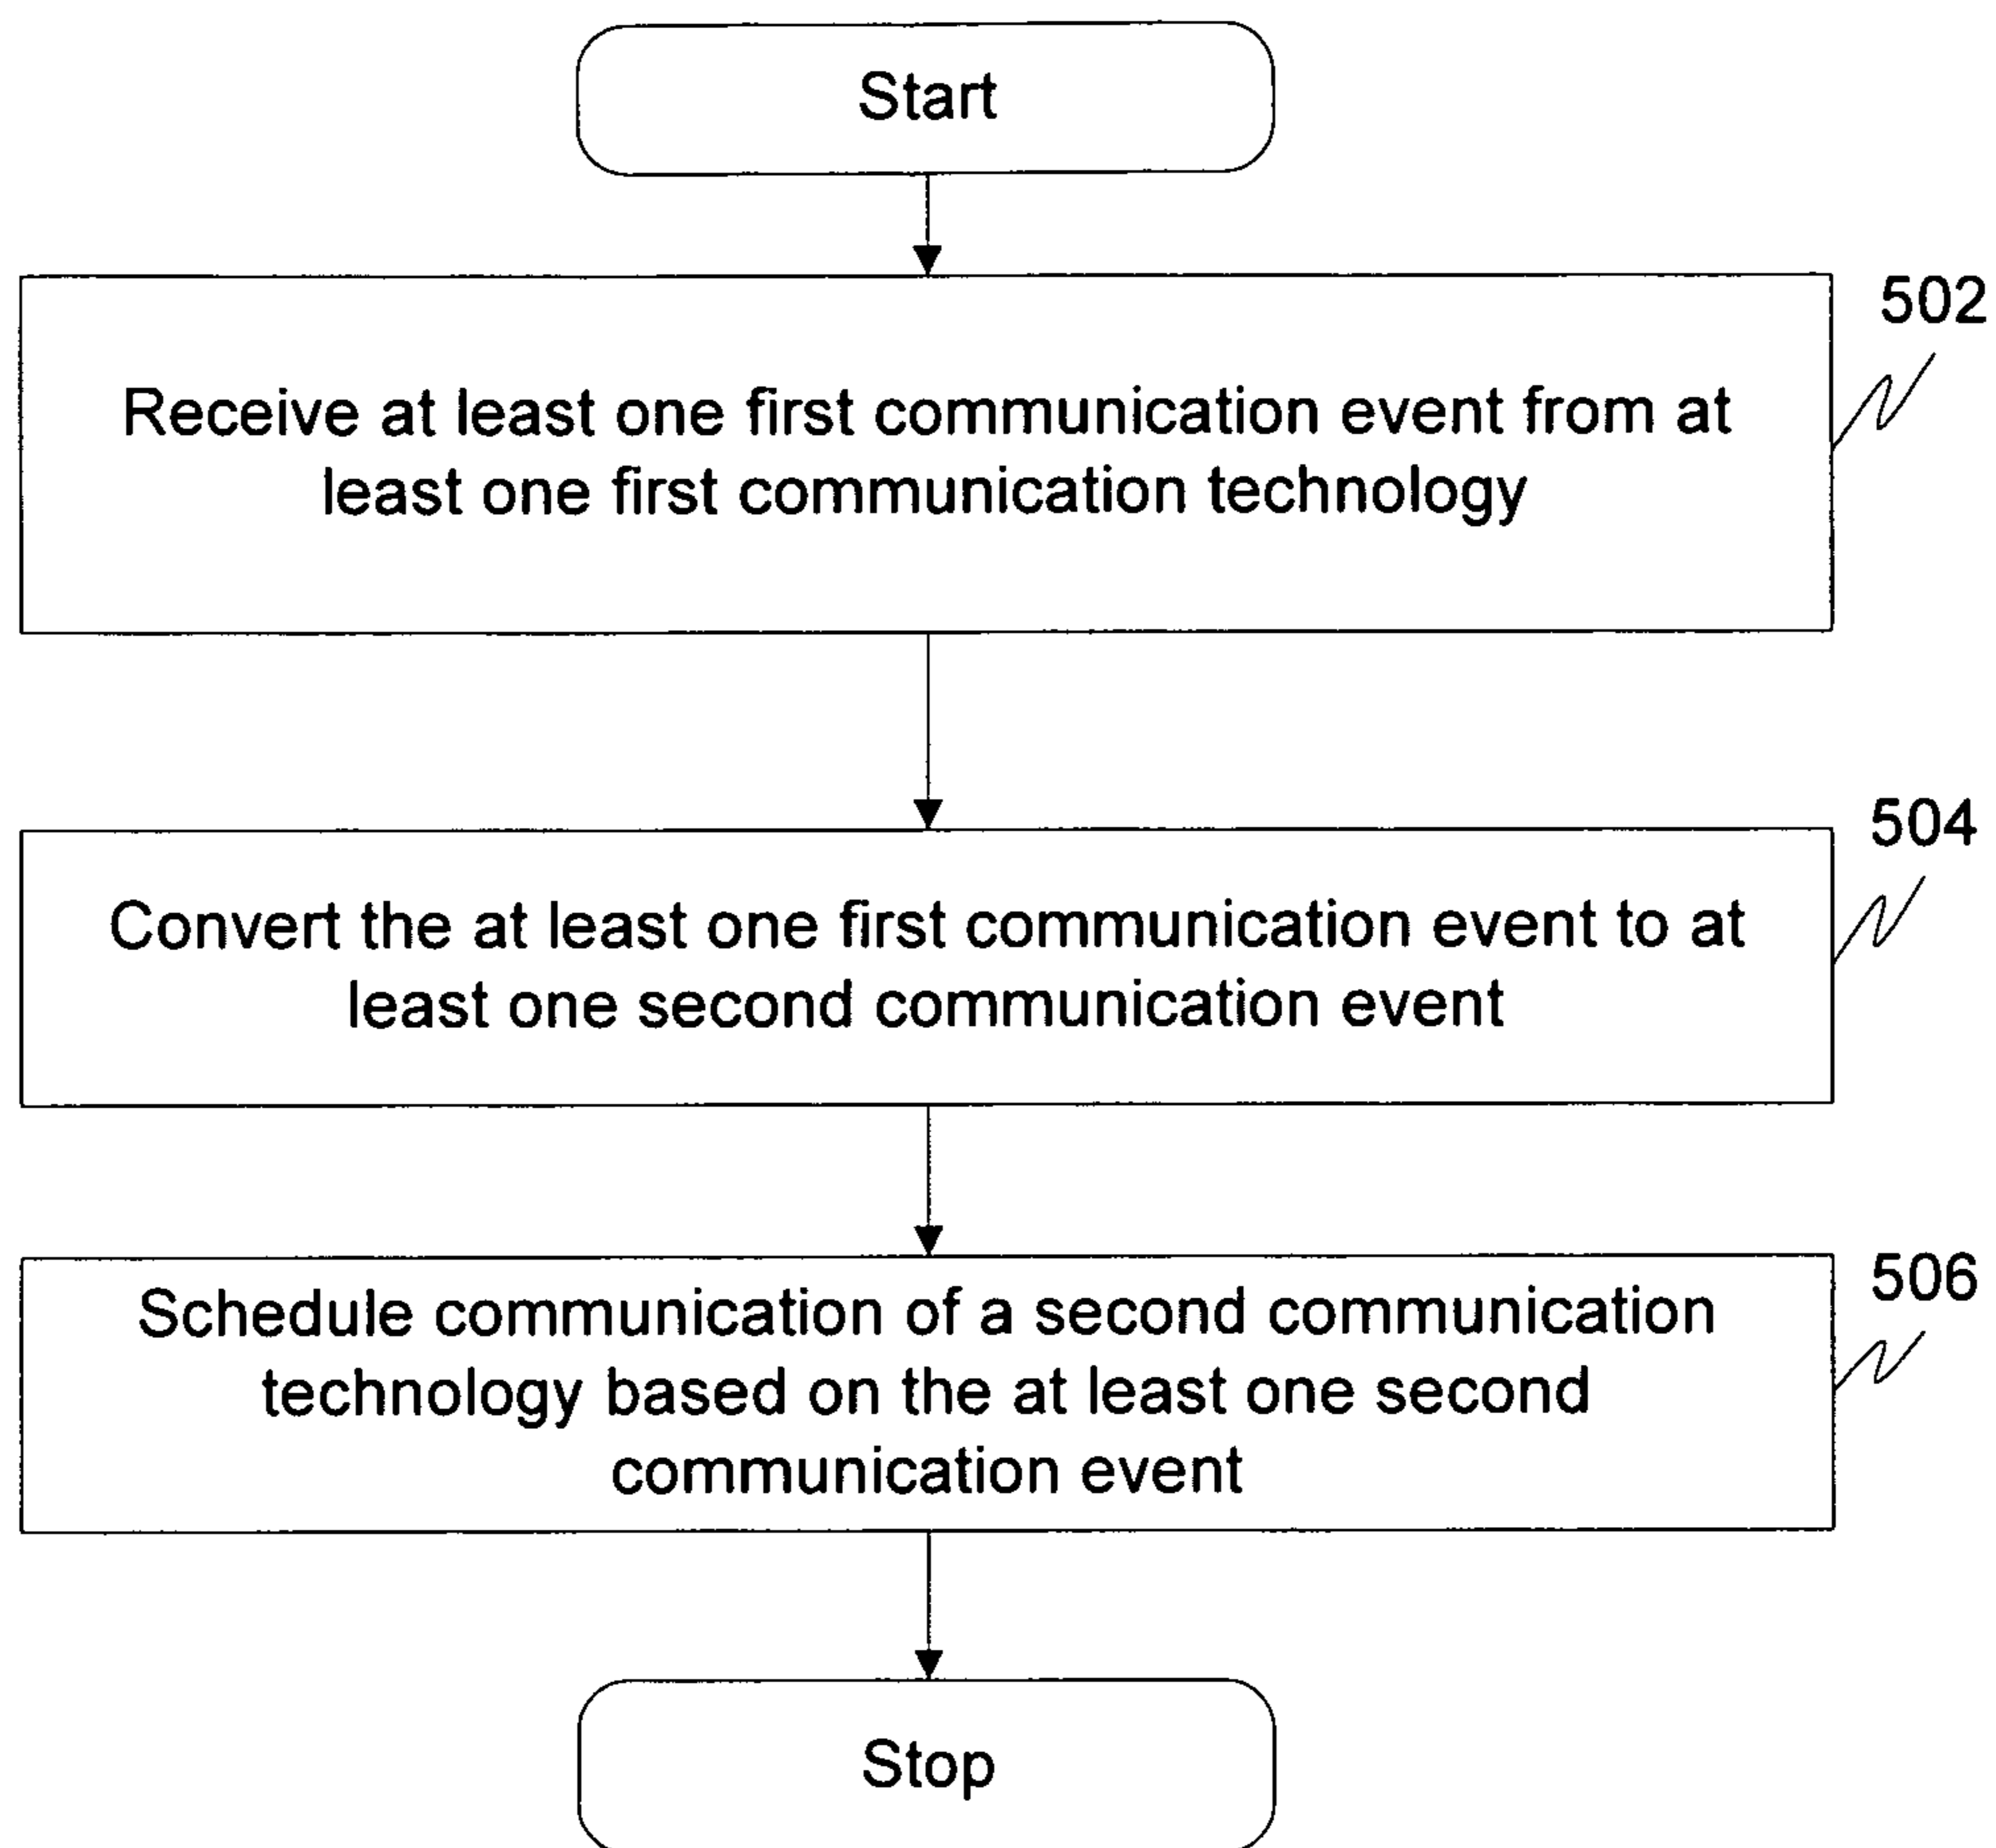 Start
502
Receive at least one first communication event from at
least one first communication technology
504
Convert the at least one first communication event to at
least one second communication event
506
Schedule communication of a second communication
technology based on the at least one second
communication event
Stop